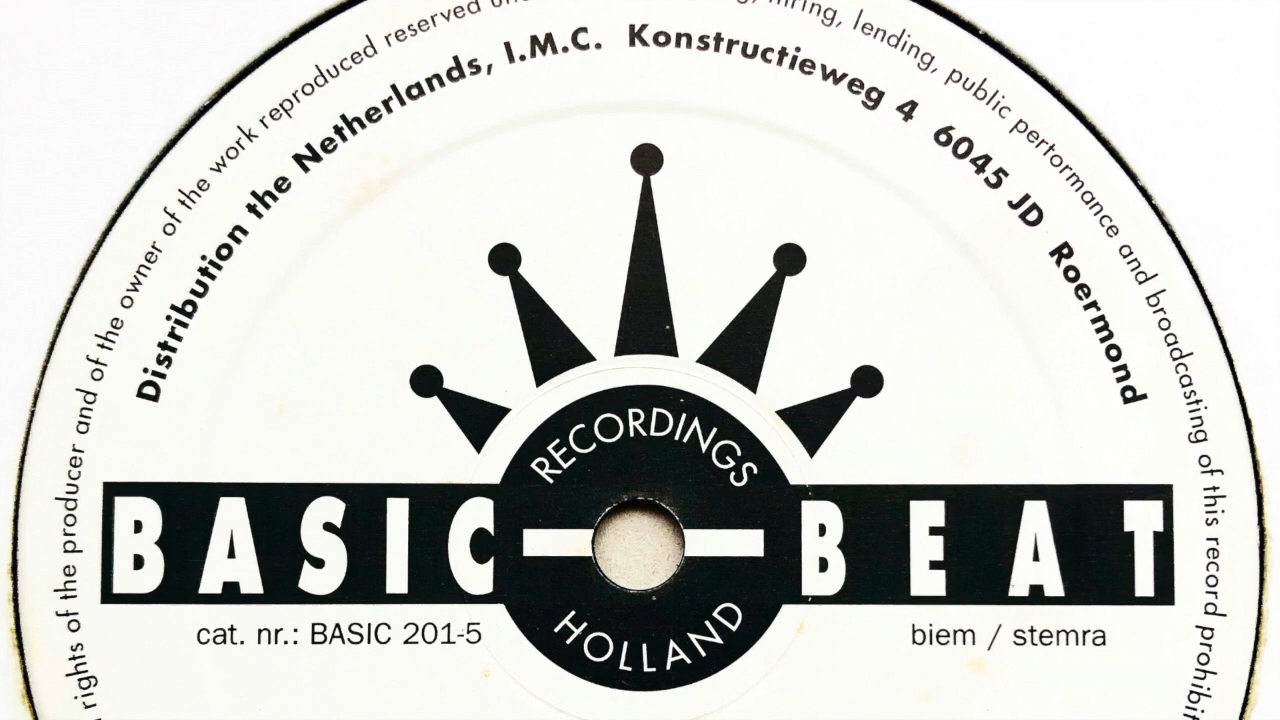 rights of the producer and of the owner of the work reproduced reserved
hiring, lending, public performance and broadcasting of this record
Distribution the Netherlands, I.M.C. Konstructieweg 4 6045 JD Roermond
RECORDINGS
BASIC BEAT
HOLLAND
cat. nr.: BASIC 201-5
biem / stemra